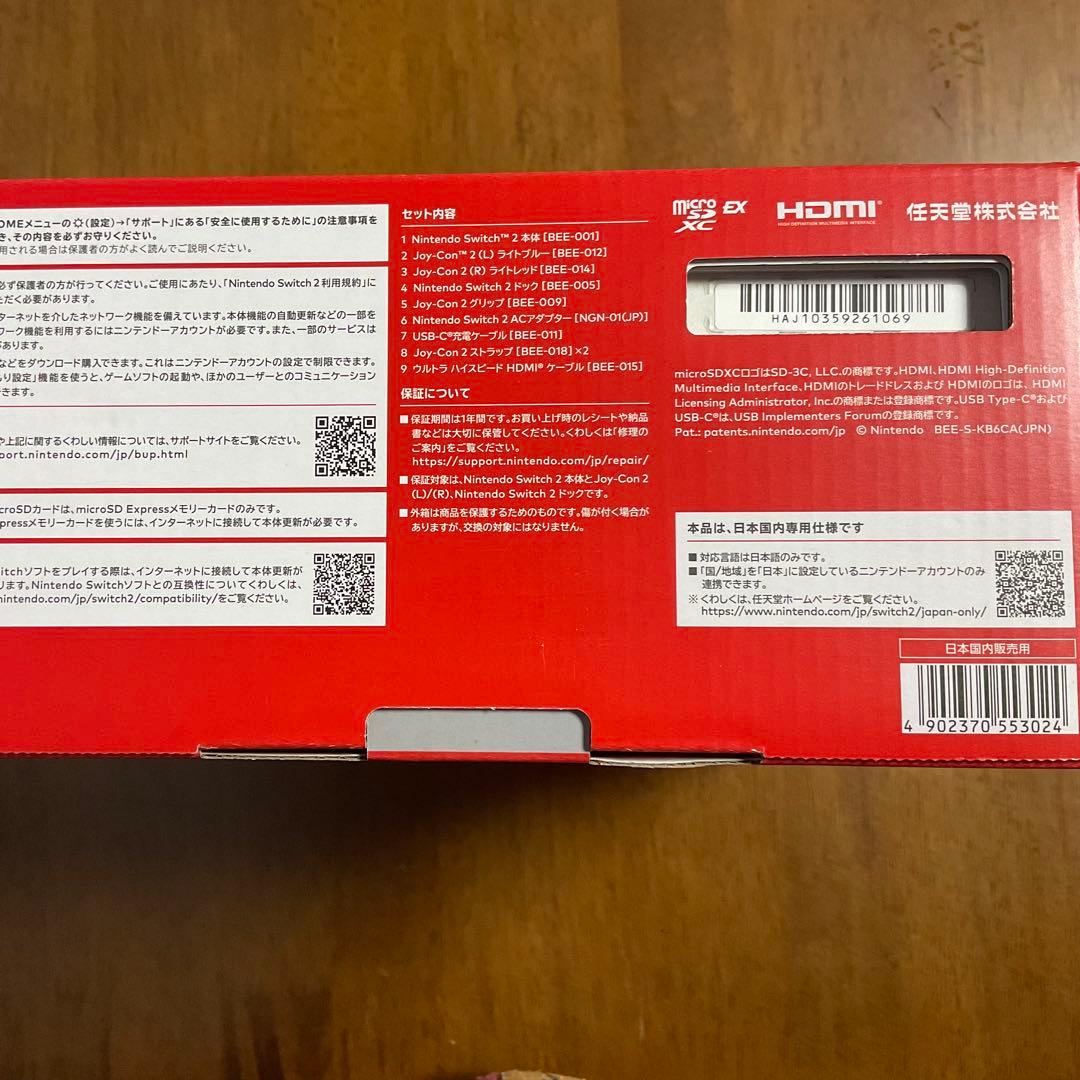 OMEメニューの(設定)→「サポート」にある「安全に使用するために」の注意事項を
き、その内容を必ずお守りください。
用される場合は保護者の方がよく読んでご説明ください。
必ず保護者の方が行ってください。ご使用にあたり、「Nintendo Switch 2 利用規約」に
ただく必要があります。
ターネットを介したネットワーク機能を備えています。本体機能の自動更新などの一部を
ワーク機能を利用するにはニンテンドーアカウントが必要です。また、一部のサービスは
があります。
などをダウンロード購入できます。これはニンテンドーアカウントの設定で制限できます。
もり設定」機能を使うと、ゲームソフトの起動や、ほかのユーザーとのコミュニケーション
できます。
や上記に関するくわしい情報については、サポートサイトをご覧ください。
port.nintendo.com/jp/bup.html
croSDカードは、microSD Expressメモリーカードのみです。
pressメモリーカードを使うには、インターネットに接続して本体更新が必要です。
itchソフトをプレイする際は、インターネットに接続して本体更新が
ります。Nintendo Switchソフトとの互換性についてくわしくは、
nintendo.com/jp/switch2/compatibility/をご覧ください。
セット内容
1 Nintendo Switch™ 2 本体 [BEE-001]
2 Joy-Con™ 2 (L) ライトブルー [BEE-012]
3 Joy-Con 2 (R) ライトレッド [BEE-014]
4 Nintendo Switch 2 ドック [BEE-005]
5 Joy-Con 2 グリップ [BEE-009]
6 Nintendo Switch 2 ACアダプター [NGN-01(JP)]
7 USB-C®充電ケーブル [BEE-011]
8 Joy-Con 2 ストラップ [BEE-018] ×2
9 ウルトラ ハイスピード HDMI® ケーブル [BEE-015]
保証について
■ 保証期間は1年間です。お買い上げ時のレシートや納品
書などは大切に保管してください。くわしくは「修理の
ご案内」をご覧ください。
https://support.nintendo.com/jp/repair/
■ 保証対象は、Nintendo Switch 2 本体とJoy-Con 2
(L)/(R)、Nintendo Switch 2 ドックです。
■ 外箱は商品を保護するためのものです。傷が付く場合が
ありますが、交換の対象にはなりません。
micro SD XC EX
HDMI®
HIGH-DEFINITION MULTIMEDIA INTERFACE
任天堂株式会社
HAJ10359261069
microSDXCロゴはSD-3C, LLC.の商標です。HDMI、HDMI High-Definition
Multimedia Interface、HDMIのトレードドレスおよび HDMIのロゴは、HDMI
Licensing Administrator, Inc.の商標または登録商標です。USB Type-C®および
USB-C®は、USB Implementers Forumの登録商標です。
Pat.: patents.nintendo.com/jp © Nintendo BEE-S-KB6CA(JPN)
本品は、日本国内専用仕様です
■ 対応言語は日本語のみです。
■ 「国/地域」を「日本」に設定しているニンテンドーアカウントのみ
連携できます。
※ くわしくは、任天堂ホームページをご覧ください。
https://www.nintendo.com/jp/switch2/japan-only/
日本国内販売用
4 902370 553024